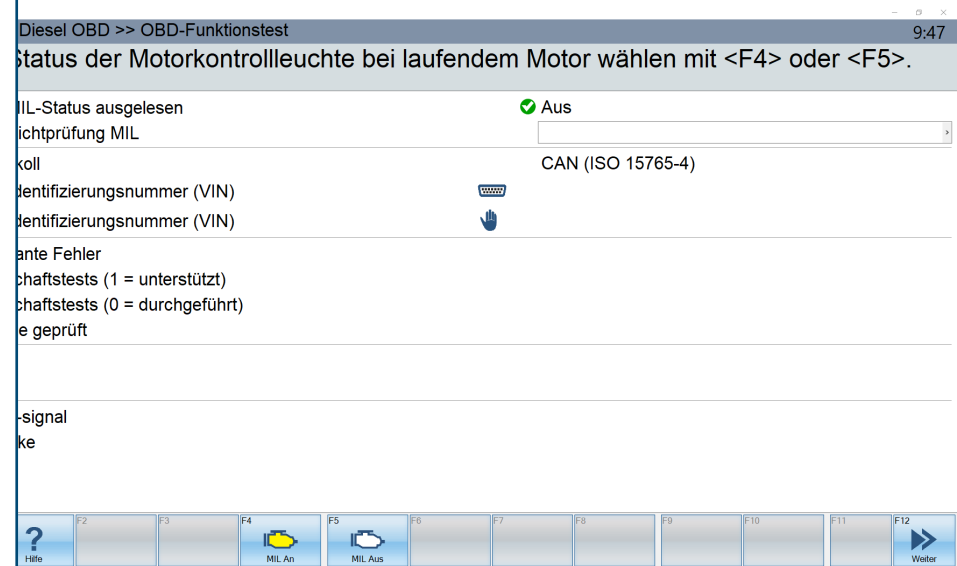 Diesel OBD >> OBD-Funktionstest 9:47
Status der Motorkontrollleuchte bei laufendem Motor wählen mit <F4> oder <F5>.
IL-Status ausgelesen Aus
ichtprüfung MIL
koll CAN (ISO 15765-4)
dentifizierungsnummer (VIN)
dentifizierungsnummer (VIN)
ante Fehler
chaftstests (1 = unterstützt)
chaftstests (0 = durchgeführt)
e geprüft
-signal
ke
F2 F3 F4 F5 F6 F7 F8 F9 F10 F11 F12
? Hilfe MIL An MIL Aus Weiter